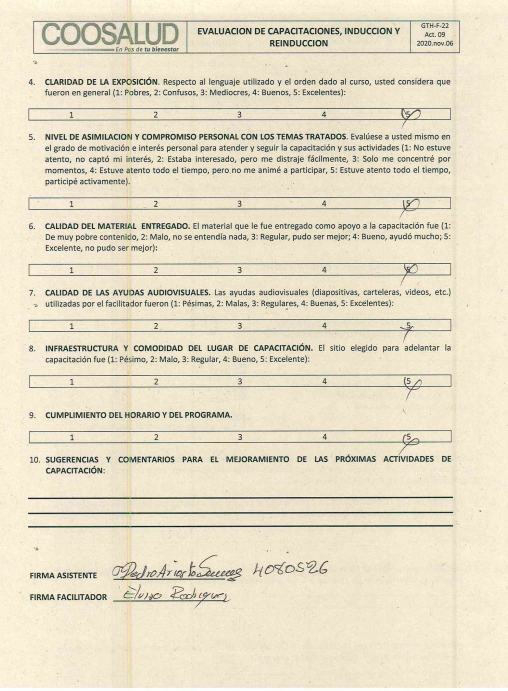 COOSALUD
En Pos de tu bienestar
EVALUACION DE CAPACITACIONES, INDUCCION Y
REINDUCCION
GTH-F-22
Act. 09
2020.nov.06
4. CLARIDAD DE LA EXPOSICIÓN. Respecto al lenguaje utilizado y el orden dado al curso, usted considera que
fueron en general (1: Pobres, 2: Confusos, 3: Mediocres, 4: Buenos, 5: Excelentes):
1 2 3 4 5
5. NIVEL DE ASIMILACION Y COMPROMISO PERSONAL CON LOS TEMAS TRATADOS. Evalúese a usted mismo en
el grado de motivación e interés personal para atender y seguir la capacitación y sus actividades (1: No estuve
atento, no captó mi interés, 2: Estaba interesado, pero me distraje fácilmente, 3: Solo me concentré por
momentos, 4: Estuve atento todo el tiempo, pero no me animé a participar, 5: Estuve atento todo el tiempo,
participé activamente).
1 2 3 4 5
6. CALIDAD DEL MATERIAL ENTREGADO. El material que le fue entregado como apoyo a la capacitación fue (1:
De muy pobre contenido, 2: Malo, no se entendía nada, 3: Regular, pudo ser mejor; 4: Bueno, ayudó mucho; 5:
Excelente, no pudo ser mejor):
1 2 3 4 5
7. CALIDAD DE LAS AYUDAS AUDIOVISUALES. Las ayudas audiovisuales (diapositivas, carteleras, videos, etc.)
utilizadas por el facilitador fueron (1: Pésimas, 2: Malas, 3: Regulares, 4: Buenas, 5: Excelentes):
1 2 3 4 5
8. INFRAESTRUCTURA Y COMODIDAD DEL LUGAR DE CAPACITACIÓN. El sitio elegido para adelantar la
capacitación fue (1: Pésimo, 2: Malo, 3: Regular, 4: Bueno, 5: Excelente):
1 2 3 4 5
9. CUMPLIMIENTO DEL HORARIO Y DEL PROGRAMA.
1 2 3 4 5
10. SUGERENCIAS Y COMENTARIOS PARA EL MEJORAMIENTO DE LAS PRÓXIMAS ACTIVIDADES DE
CAPACITACIÓN:
FIRMA ASISTENTE Pedro 4080526
FIRMA FACILITADOR Rodriguez